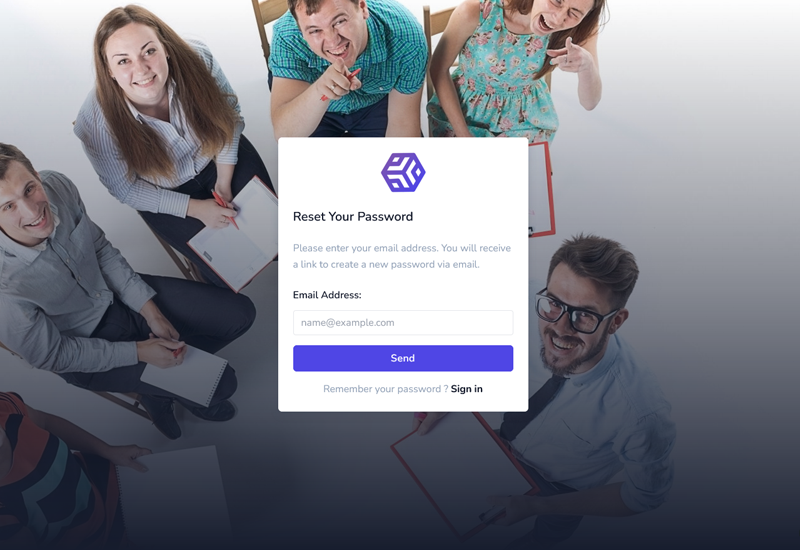 Reset Your Password
Please enter your email address. You will receive
a link to create a new password via email.
Email Address:
name@example.com
Send
Remember your password ? Sign in